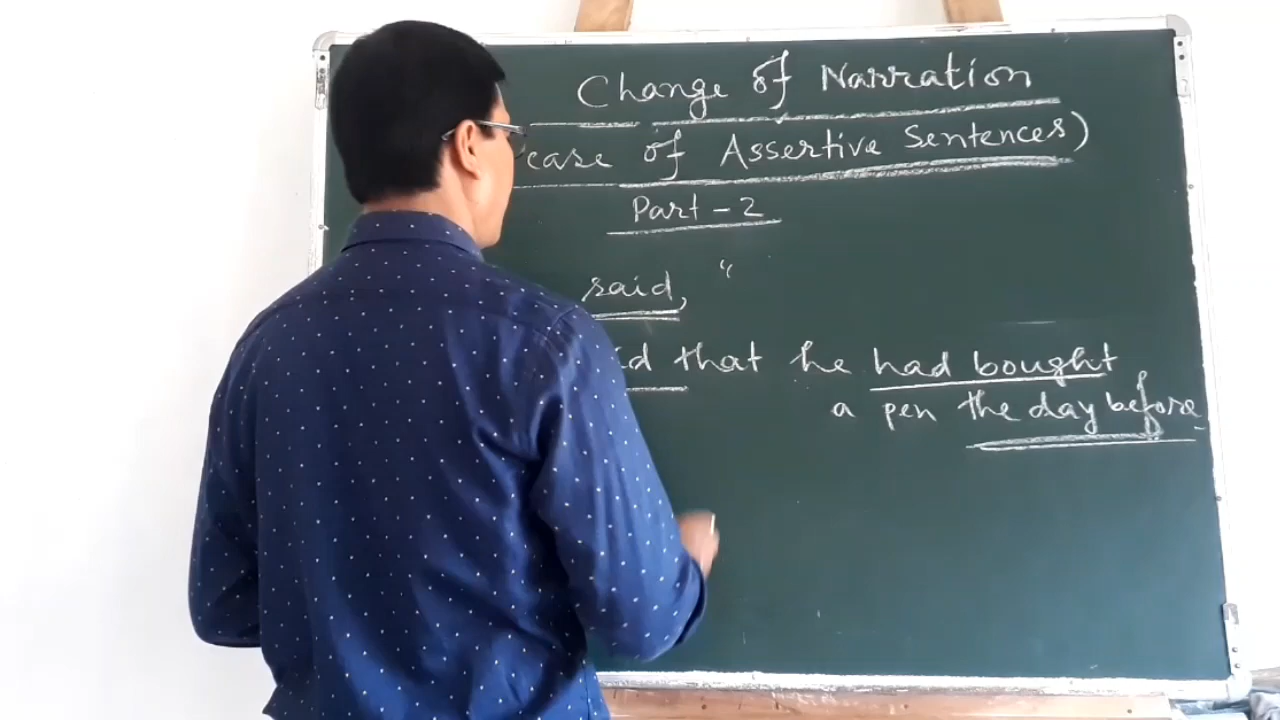 Change of Narration
case of Assertive Sentences)
Part - 2
said, "
that he had bought
a pen the day before.